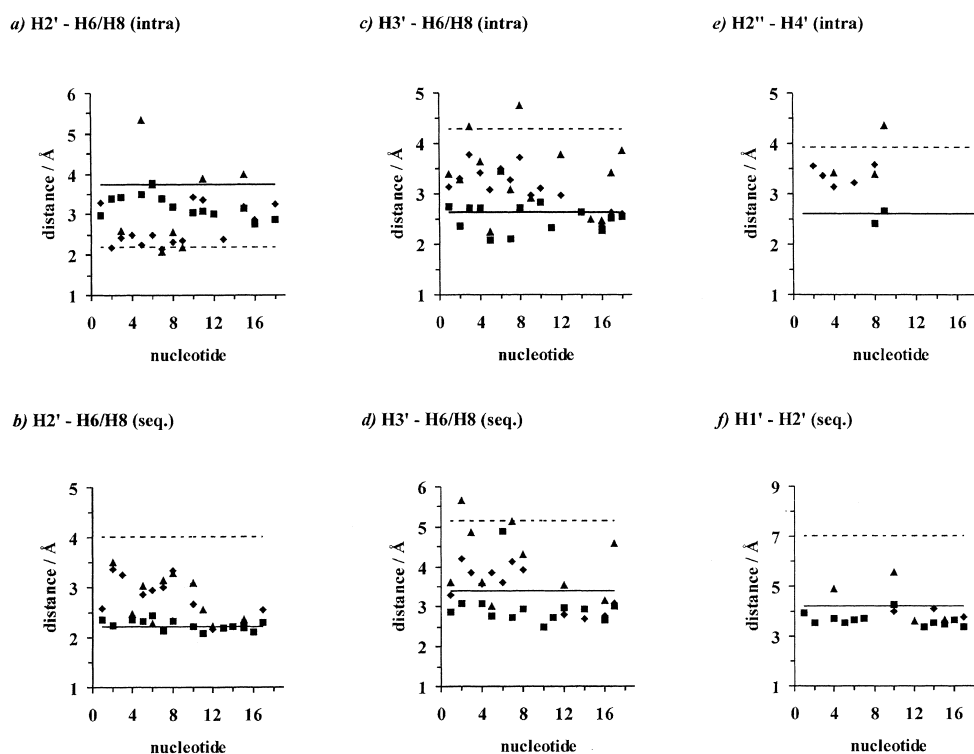 a) H2' - H6/H8 (intra)
c) H3' - H6/H8 (intra)
e) H2'' - H4' (intra)
distance / Å
6
5
4
3
2
1
0 4 8 12 16
nucleotide
distance / Å
5
4
3
2
1
0 4 8 12 16
nucleotide
distance / Å
5
4
3
2
1
0 4 8 12 16
nucleotide
b) H2' - H6/H8 (seq.)
d) H3' - H6/H8 (seq.)
f) H1' - H2' (seq.)
distance / Å
5
4
3
2
1
0 4 8 12 16
nucleotide
distance / Å
6
5
4
3
2
1
0 4 8 12 16
nucleotide
distance / Å
9
7
5
3
1
0 4 8 12 16
nucleotide